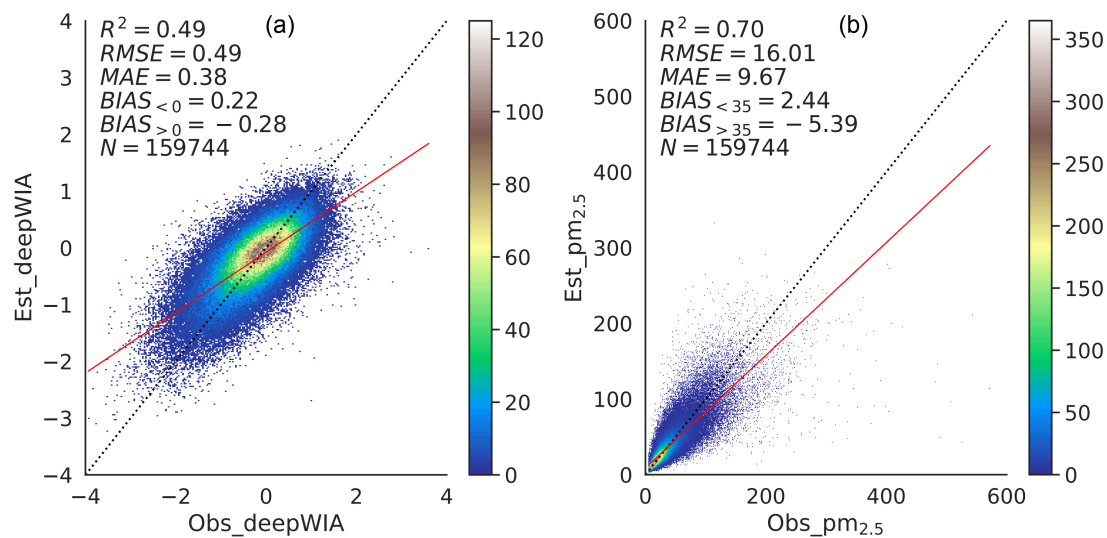 (a)
R² = 0.49
RMSE = 0.49
MAE = 0.38
BIAS<0 = 0.22
BIAS>0 = −0.28
N = 159744
4
3
2
1
0
−1
−2
−3
−4
Est_deepWIA
−4 −2 0 2 4
Obs_deepWIA
120
100
80
60
40
20
0
(b)
R² = 0.70
RMSE = 16.01
MAE = 9.67
BIAS<35 = 2.44
BIAS>35 = −5.39
N = 159744
600
500
400
300
200
100
0
Est_pm2.5
0 200 400 600
Obs_pm2.5
350
300
250
200
150
100
50
0